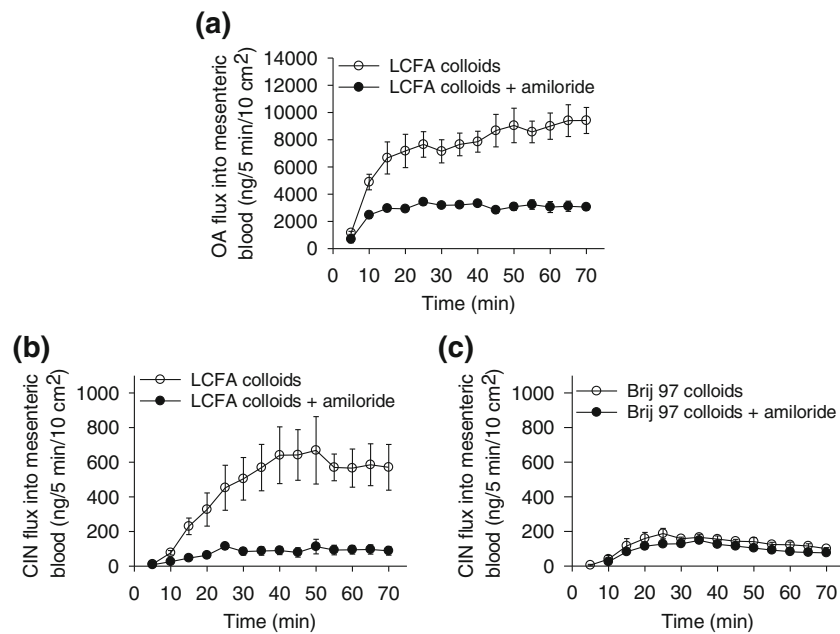 (a)
LCFA colloids
LCFA colloids + amiloride
OA flux into mesenteric
blood (ng/5 min/10 cm²)
14000
12000
10000
8000
6000
4000
2000
0
0 10 20 30 40 50 60 70
Time (min)
(b)
LCFA colloids
LCFA colloids + amiloride
CIN flux into mesenteric
blood (ng/5 min/10 cm²)
1000
800
600
400
200
0
0 10 20 30 40 50 60 70
Time (min)
(c)
Brij 97 colloids
Brij 97 colloids + amiloride
CIN flux into mesenteric
blood (ng/5 min/10 cm²)
1000
800
600
400
200
0
0 10 20 30 40 50 60 70
Time (min)